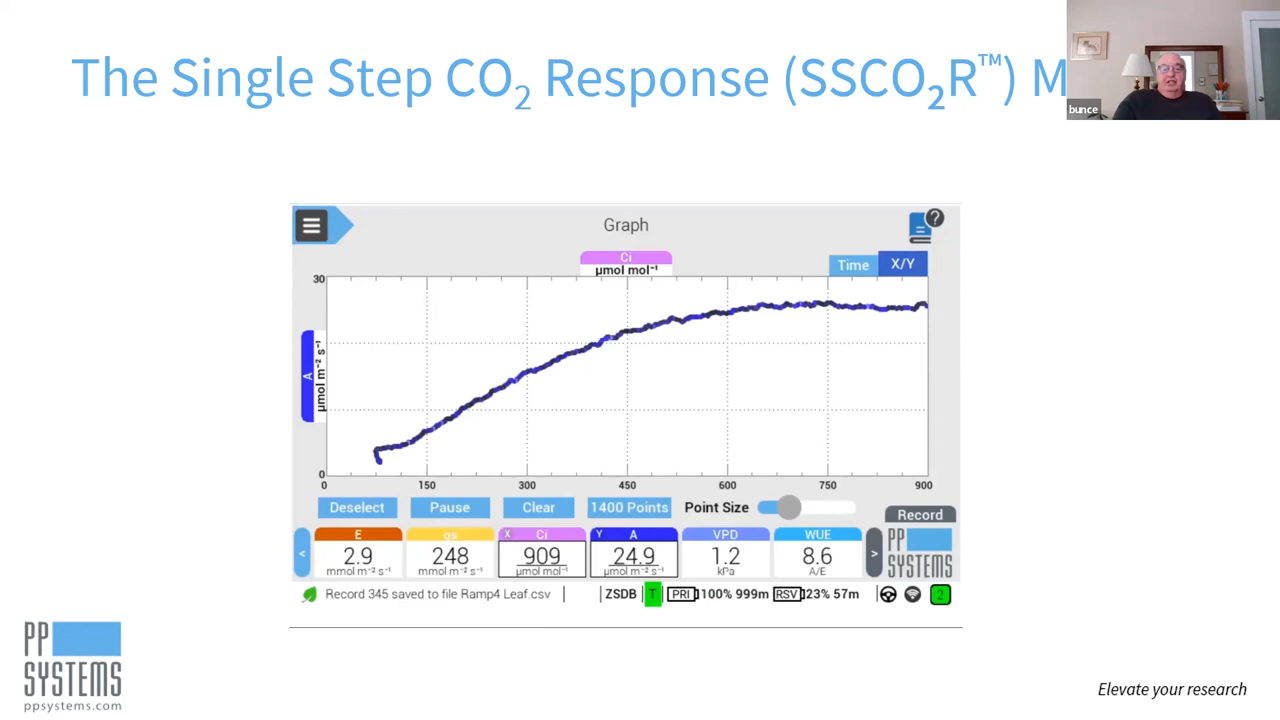 The Single Step CO₂ Response (SSCO₂R™) M
bunce
Graph
?
Ci
µmol mol⁻¹
Time X/Y
30
A
µmol m⁻² s⁻¹
0
0 150 300 450 600 750 900
Deselect Pause Clear 1400 Points Point Size
Record
E gs X Ci Y A VPD WUE
< 2.9 248 909 24.9 1.2 8.6 >
mmol m⁻² s⁻¹ mmol m⁻² s⁻¹ µmol mol⁻¹ µmol m⁻² s⁻¹ kPa A/E
PP SYSTEMS
Record 345 saved to file Ramp4 Leaf.csv ZSDB T PRI 100% 999m RSV 23% 57m 2
PP
SYSTEMS
ppsystems.com
Elevate your research